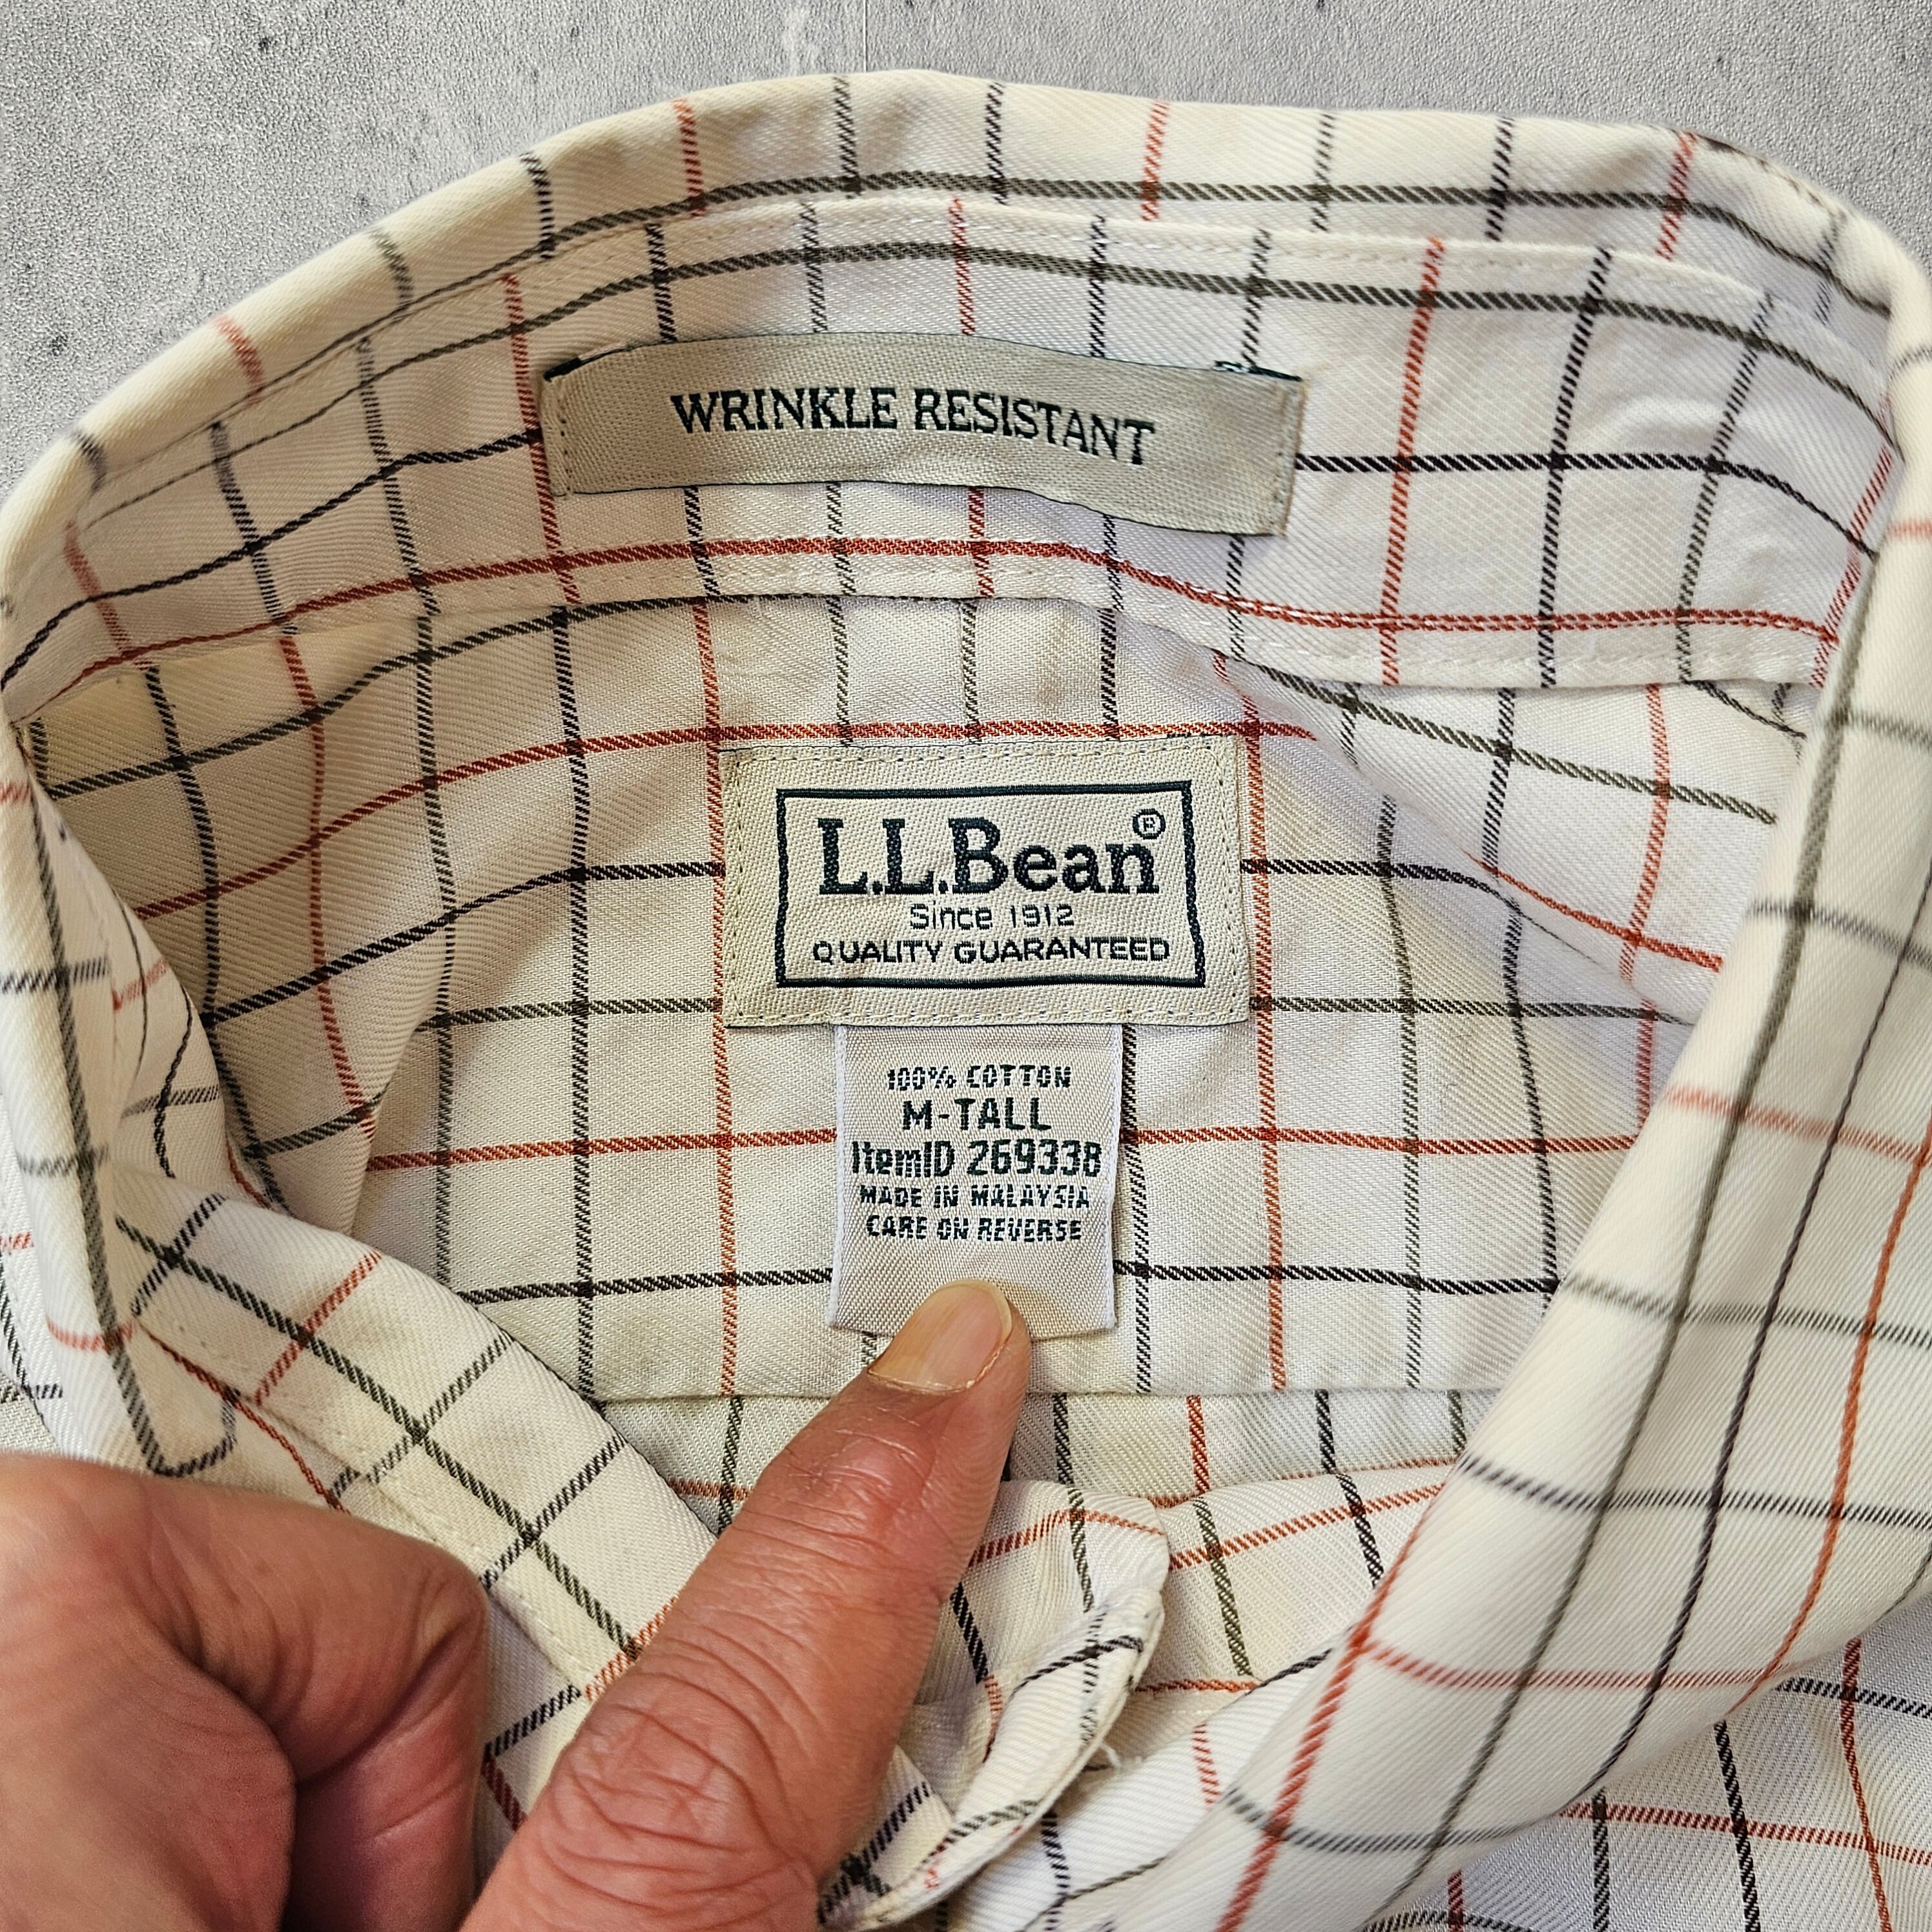 WRINKLE RESISTANT
L.L.Bean®
Since 1912
QUALITY GUARANTEED
100% COTTON
M-TALL
ItemID 269338
MADE IN MALAYSIA
CARE ON REVERSE